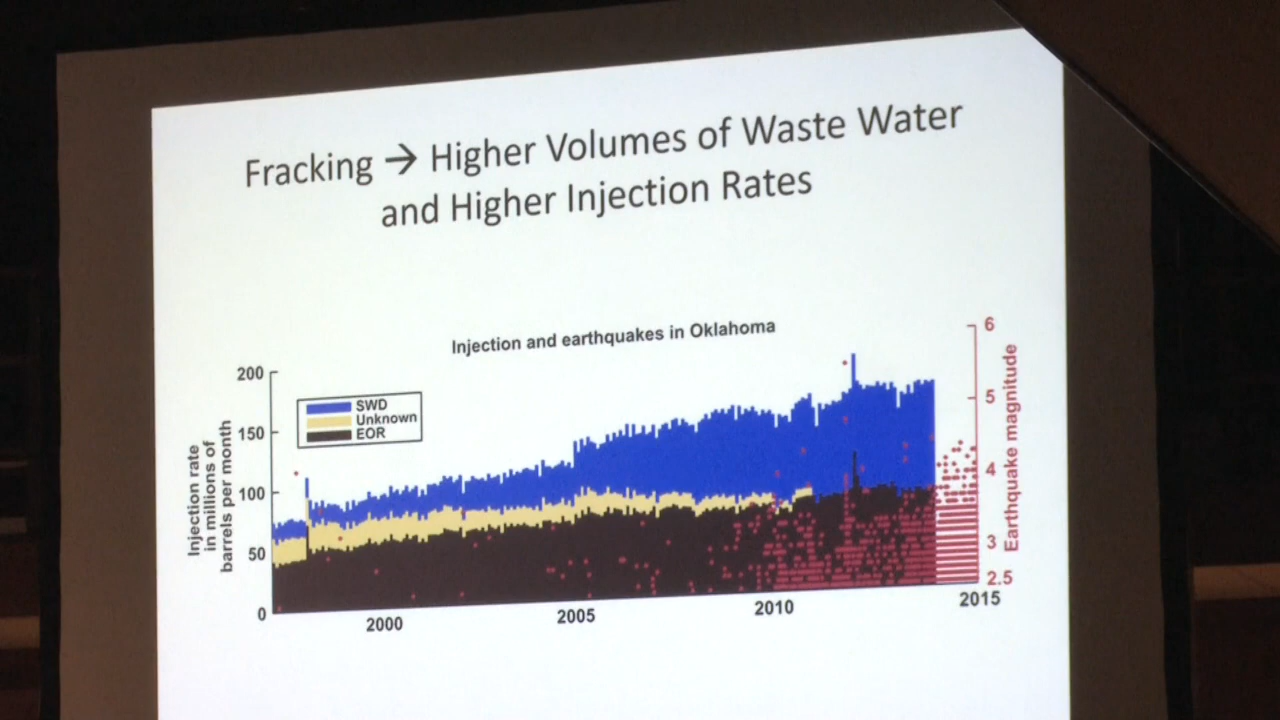 Fracking → Higher Volumes of Waste Water
and Higher Injection Rates
Injection and earthquakes in Oklahoma
200
150
100
50
0
Injection rate
in millions of
barrels per month
SWD
Unknown
EOR
2000
2005
2010
2015
6
5
4
3
2.5
Earthquake magnitude